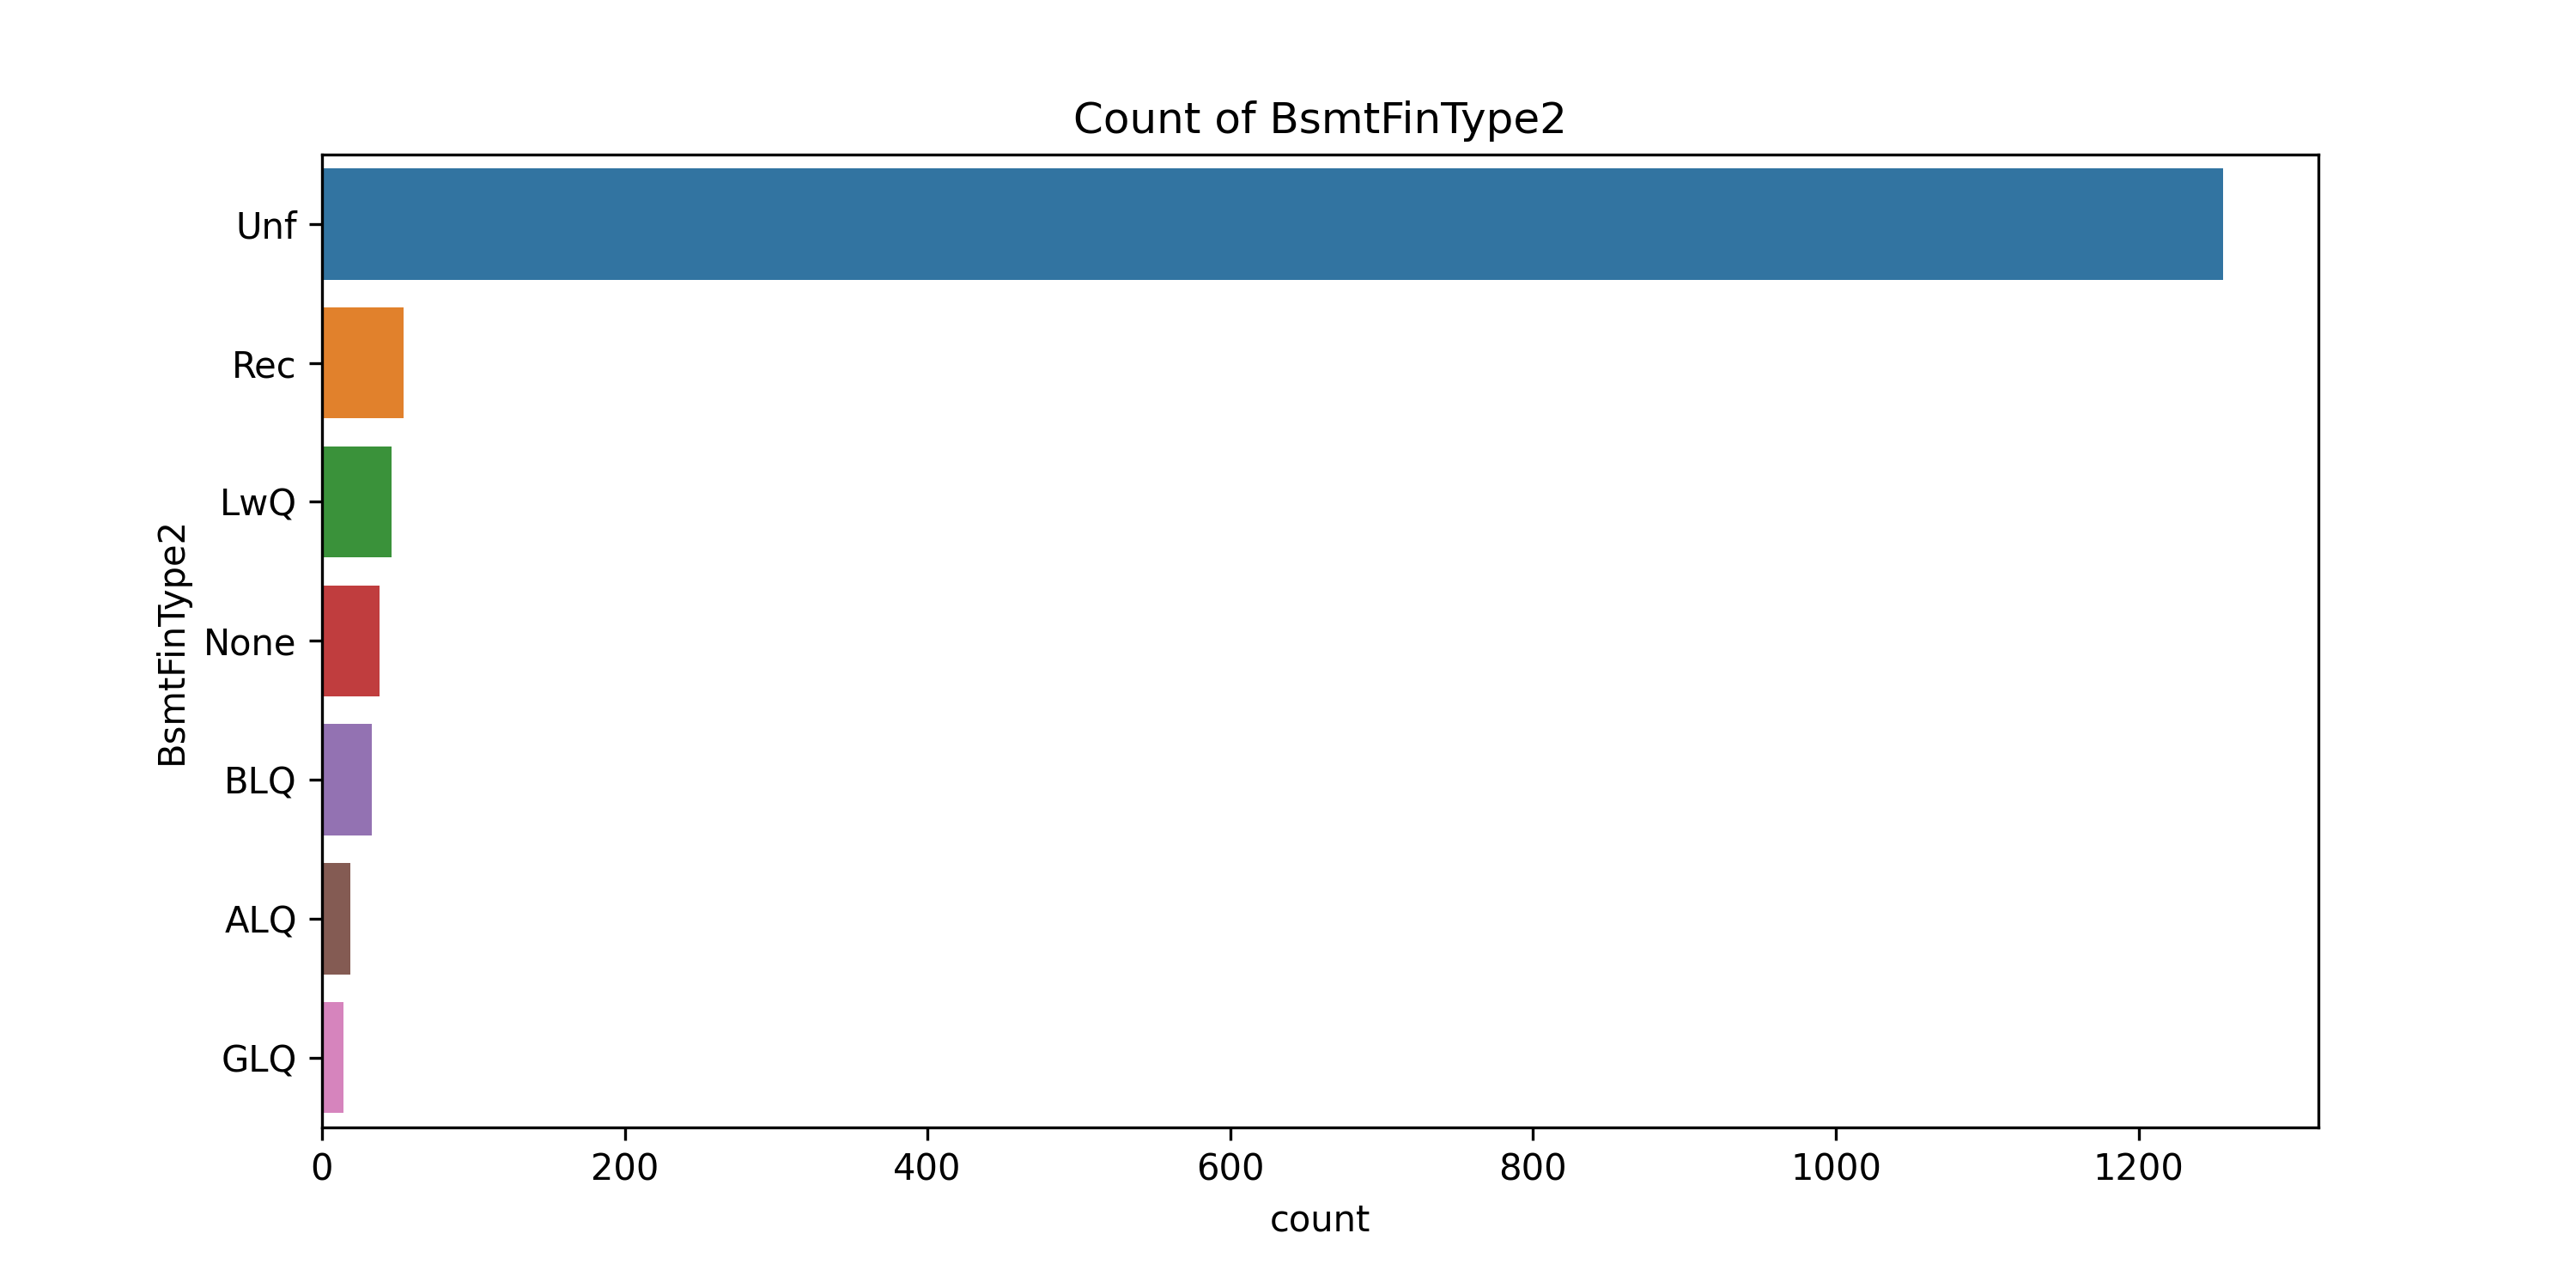 Count of BsmtFinType2
BsmtFinType2
Unf
Rec
LwQ
None
BLQ
ALQ
GLQ
0 200 400 600 800 1000 1200
count